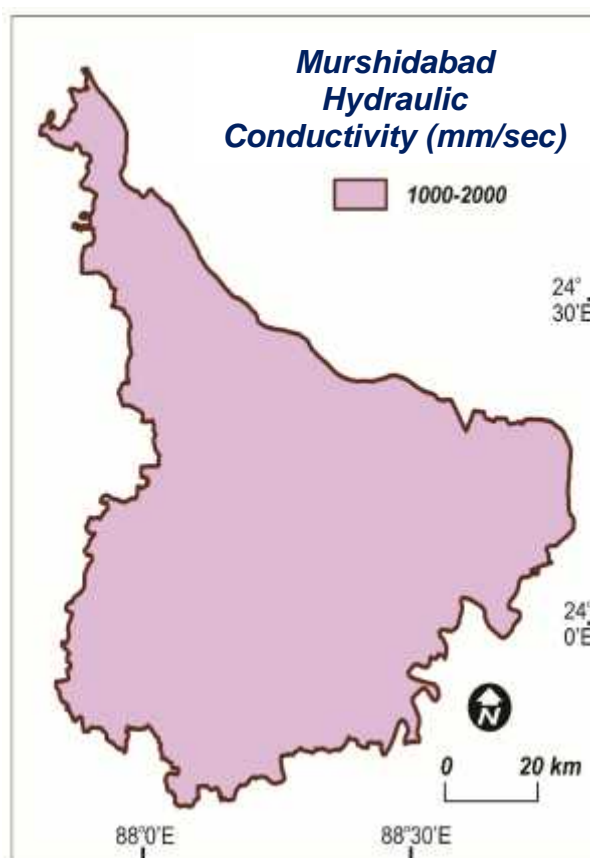 Murshidabad
Hydraulic
Conductivity (mm/sec)
1000-2000
24°
30'E
24°
0'E
N
0 20 km
88°0'E 88°30'E